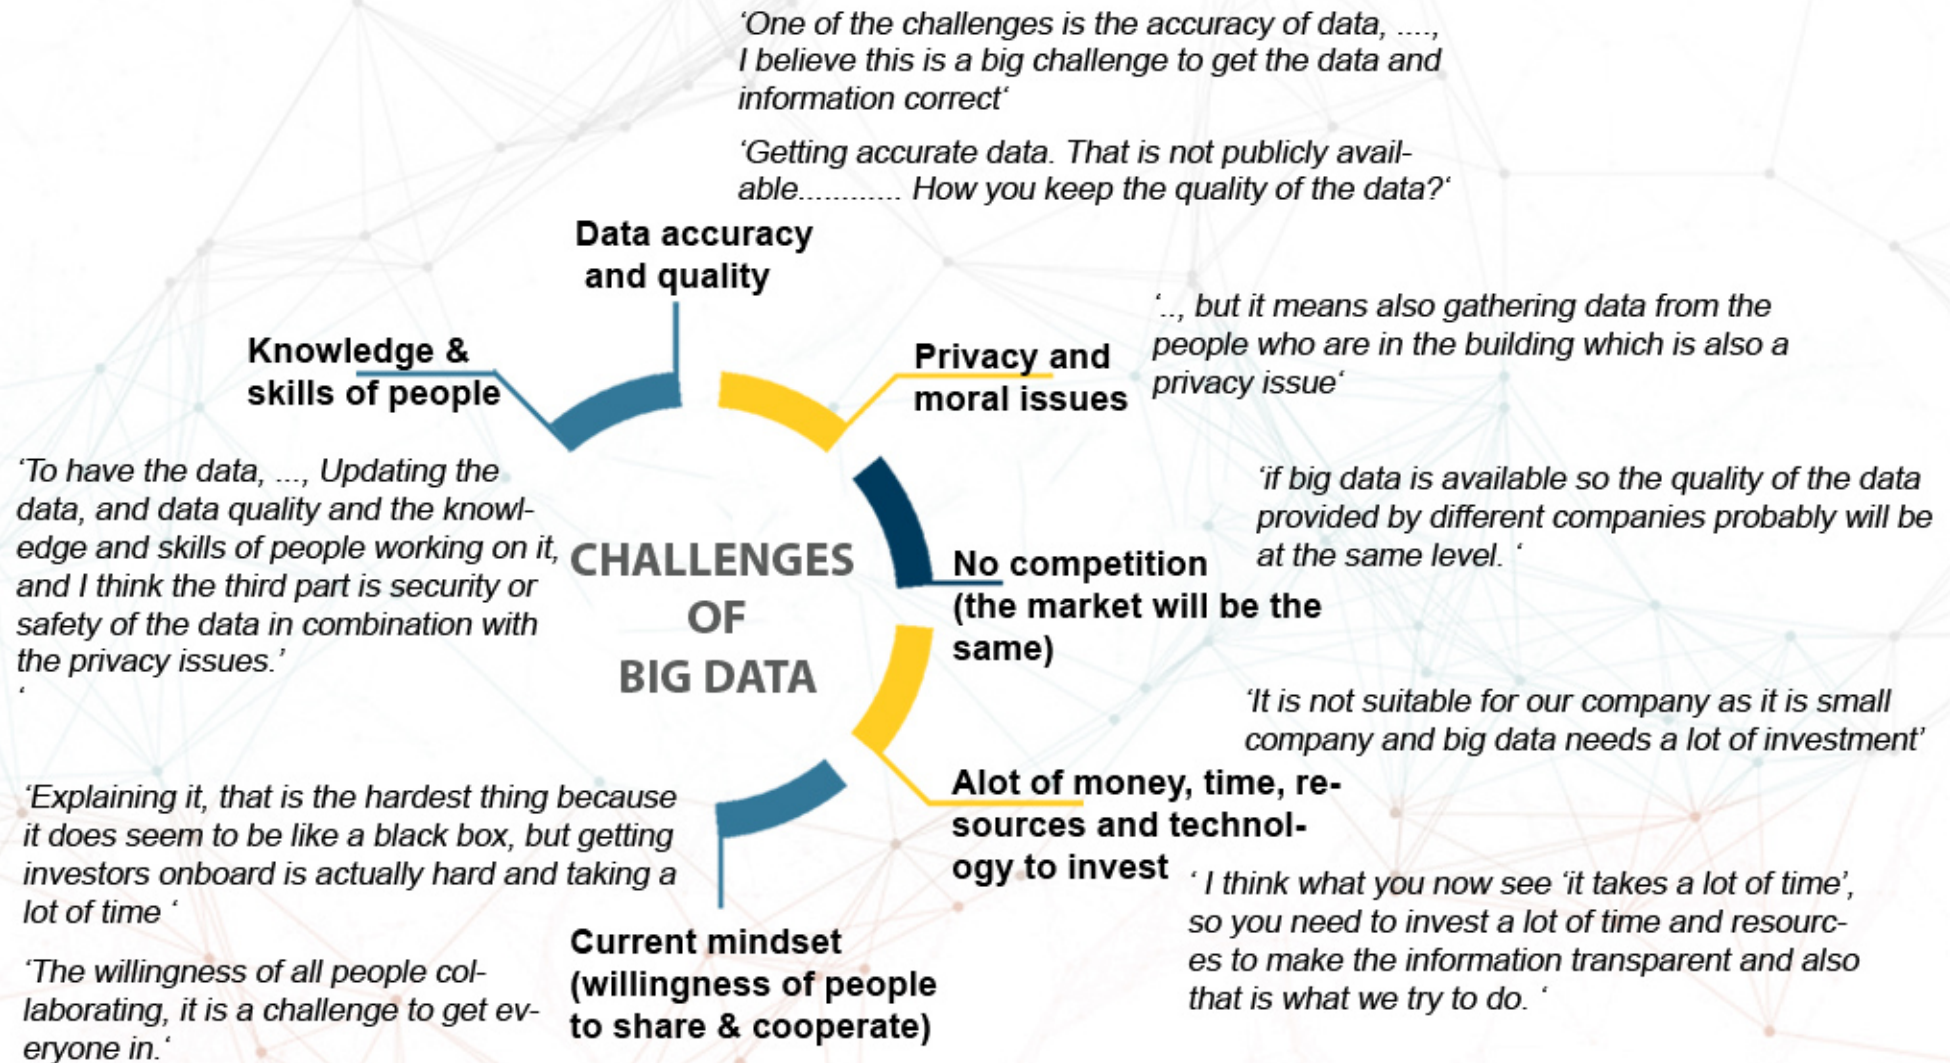 ‘One of the challenges is the accuracy of data, ....,
I believe this is a big challenge to get the data and
information correct‘
‘Getting accurate data. That is not publicly avail-
able............ How you keep the quality of the data?‘
Data accuracy
and quality
Knowledge &
skills of people
Privacy and
moral issues
‘.., but it means also gathering data from the
people who are in the building which is also a
privacy issue‘
‘To have the data, ..., Updating the
data, and data quality and the knowl-
edge and skills of people working on it,
and I think the third part is security or
safety of the data in combination with
the privacy issues.’
‘
CHALLENGES
OF
BIG DATA
‘if big data is available so the quality of the data
provided by different companies probably will be
at the same level. ‘
No competition
(the market will be the
same)
‘It is not suitable for our company as it is small
company and big data needs a lot of investment’
Alot of money, time, re-
sources and technol-
ogy to invest
‘ I think what you now see ‘it takes a lot of time’,
so you need to invest a lot of time and resourc-
es to make the information transparent and also
that is what we try to do. ‘
‘Explaining it, that is the hardest thing because
it does seem to be like a black box, but getting
investors onboard is actually hard and taking a
lot of time ‘
‘The willingness of all people col-
laborating, it is a challenge to get ev-
eryone in.‘
Current mindset
(willingness of people
to share & cooperate)